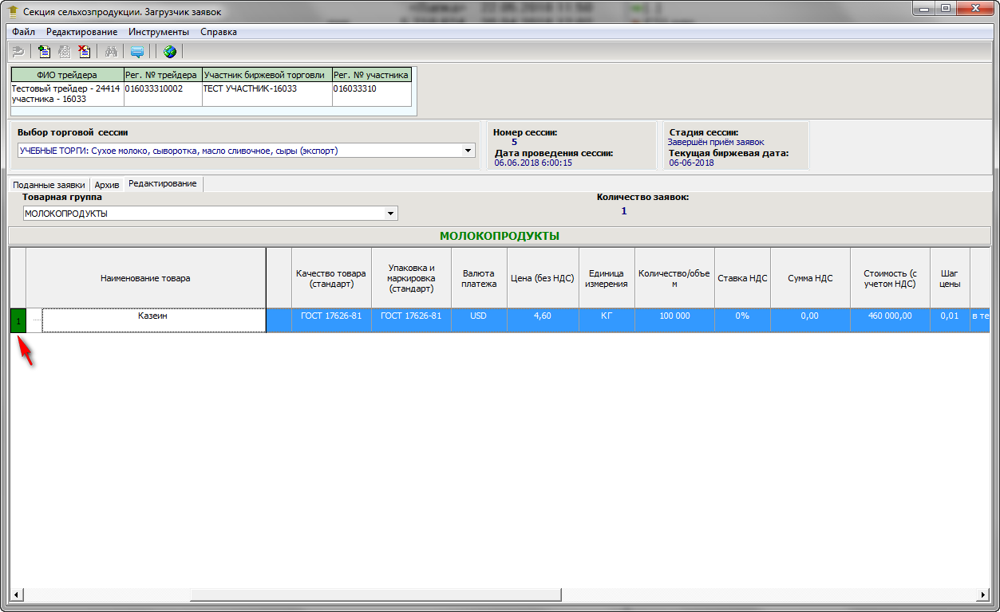 Секция сельхозпродукции. Загрузчик заявок
Файл Редактирование Инструменты Справка
ФИО трейдера Рег. № трейдера Участник биржевой торговли Рег. № участника
Тестовый трейдер - 24414 016033310002 ТЕСТ УЧАСТНИК-16033 016033310
участника - 16033
Выбор торговой сессии
УЧЕБНЫЕ ТОРГИ: Сухое молоко, сыворотка, масло сливочное, сыры (экспорт)
Номер сессии:
5
Дата проведения сессии:
06.06.2018 6:00:15
Стадия сессии:
Завершён приём заявок
Текущая биржевая дата:
06-06-2018
Поданные заявки Архив Редактирование
Товарная группа
МОЛОКОПРОДУКТЫ
Количество заявок:
1
МОЛОКОПРОДУКТЫ
Наименование товара
Качество товара
(стандарт)
Упаковка и
маркировка
(стандарт)
Валюта
платежа
Цена (без НДС)
Единица
измерения
Количество/объе
м
Ставка НДС
Сумма НДС
Стоимость (с
учетом НДС)
Шаг
цены
1 Казеин ГОСТ 17626-81 ГОСТ 17626-81 USD 4,60 КГ 100 000 0% 0,00 460 000,00 0,01 в те